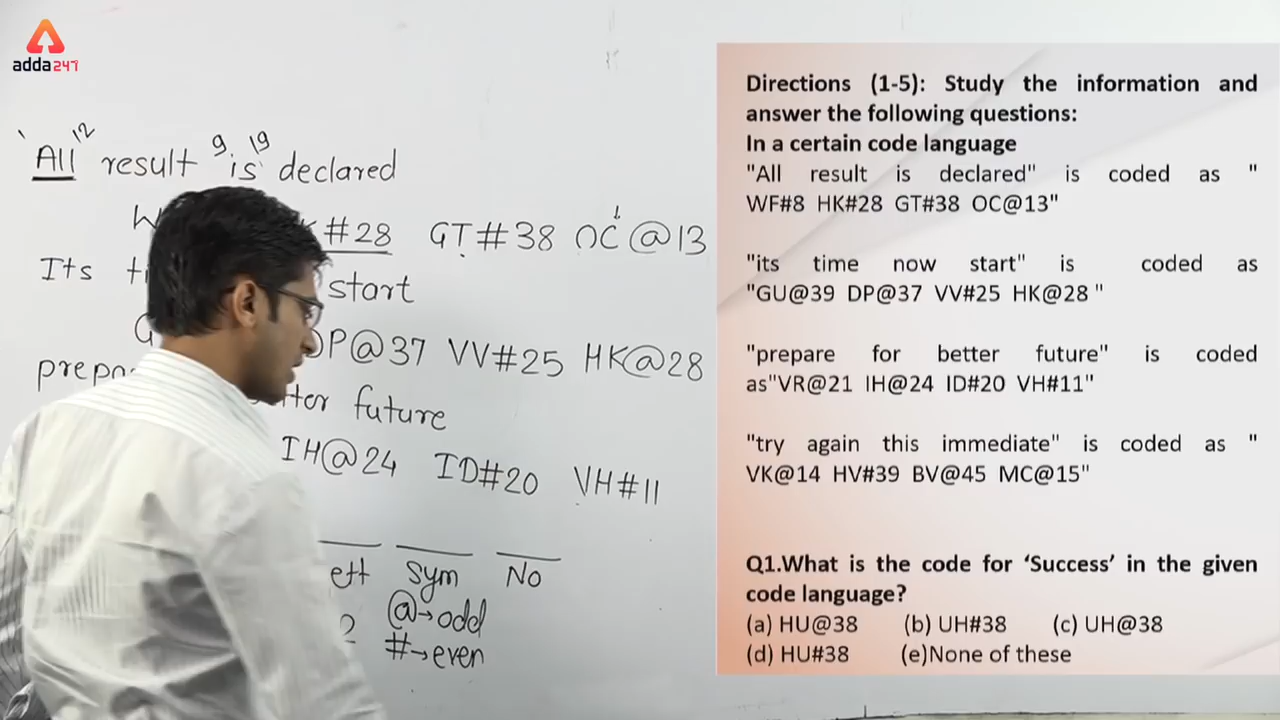 adda247
1 12 9 19
All result is declared
#28 GT#38 OC@13
Its start
DP@37 VV#25 HK@28
future
IH@24 ID#20 VH#11
Sym No
@→odd
2 #→even
Directions (1-5): Study the information and
answer the following questions:
In a certain code language
"All result is declared" is coded as "
WF#8 HK#28 GT#38 OC@13"
"its time now start" is coded as
"GU@39 DP@37 VV#25 HK@28 "
"prepare for better future" is coded
as"VR@21 IH@24 ID#20 VH#11"
"try again this immediate" is coded as "
VK@14 HV#39 BV@45 MC@15"
Q1.What is the code for ‘Success’ in the given
code language?
(a) HU@38 (b) UH#38 (c) UH@38
(d) HU#38 (e)None of these